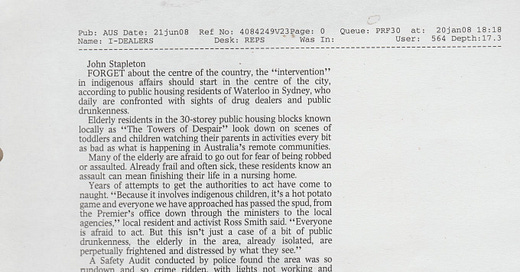 Pub: AUS Date: 21jun08 Ref No: 4084249V23Page: 0 Queue: PRF30 at: 20jan08 18:18
Name: I-DEALERS Desk: REPS Was In: User: 564 Depth:17.3
John Stapleton
FORGET about the centre of the country, the "intervention"
in indigenous affairs should start in the centre of the city,
according to public housing residents of Waterloo in Sydney, who
daily are confronted with sights of drug dealers and public
drunkenness.
Elderly residents in the 30-storey public housing blocks known
locally as "The Towers of Despair" look down on scenes of
toddlers and children watching their parents in activities every bit
as bad as what is happening in Australia's remote communities.
Many of the elderly are afraid to go out for fear of being robbed
or assaulted. Already frail and often sick, these residents know an
assault can mean finishing their life in a nursing home.
Years of attempts to get the authorities to act have come to
naught. "Because it involves indigenous children, it's a hot potato
game and everyone we have approached has passed the spud, from
the Premier's office down through the ministers to the local
agencies," local resident and activist Ross Smith said. "Everyone
is afraid to act. But this isn't just a case of a bit of public
drunkenness, the elderly in the area, already isolated, are
perpetually frightened and distressed by what they see."
A Safety Audit conducted by police found the area was so
rundown and so crime ridden, with lights not working and